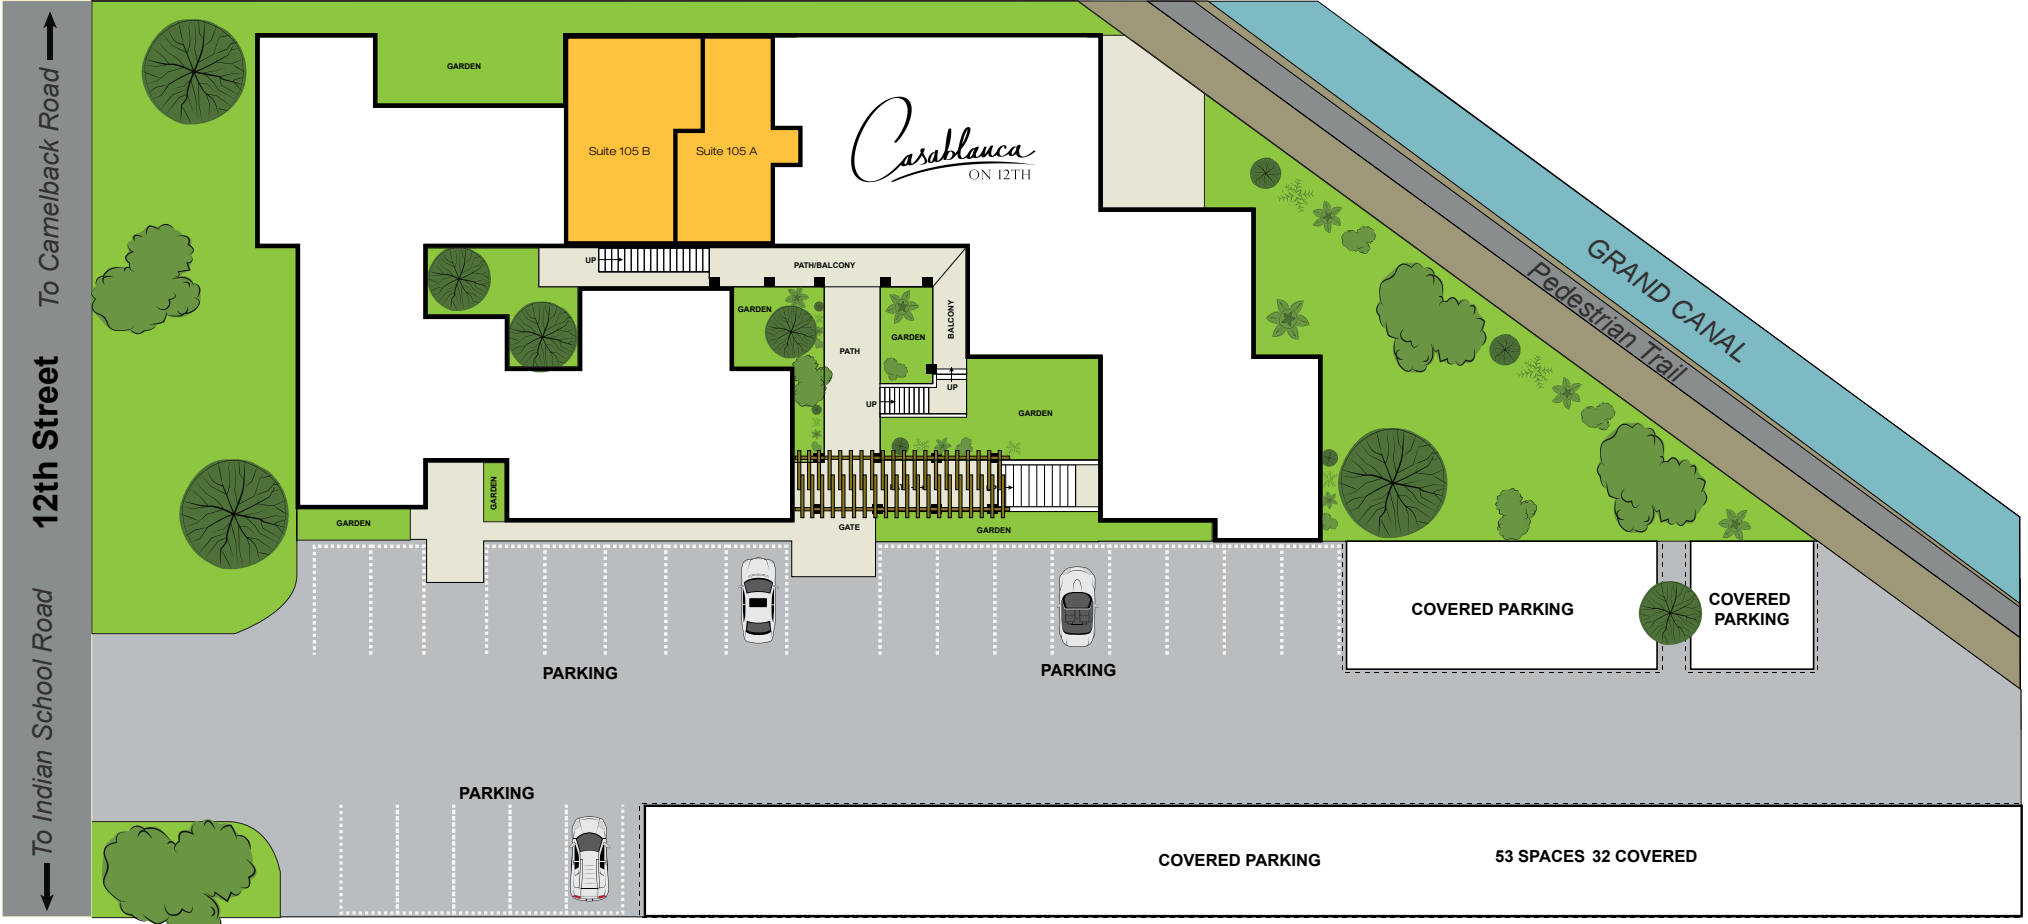 To Camelback Road
12th Street
To Indian School Road
GARDEN
Suite 105 B
Suite 105 A
Casablanca
ON 12TH
UP
PATH/BALCONY
GARDEN
GARDEN
BALCONY
PATH
UP
UP
GARDEN
GARDEN
GARDEN
GATE
GARDEN
GRAND CANAL
Pedestrian Trail
PARKING
PARKING
COVERED PARKING
COVERED
PARKING
PARKING
COVERED PARKING
53 SPACES 32 COVERED